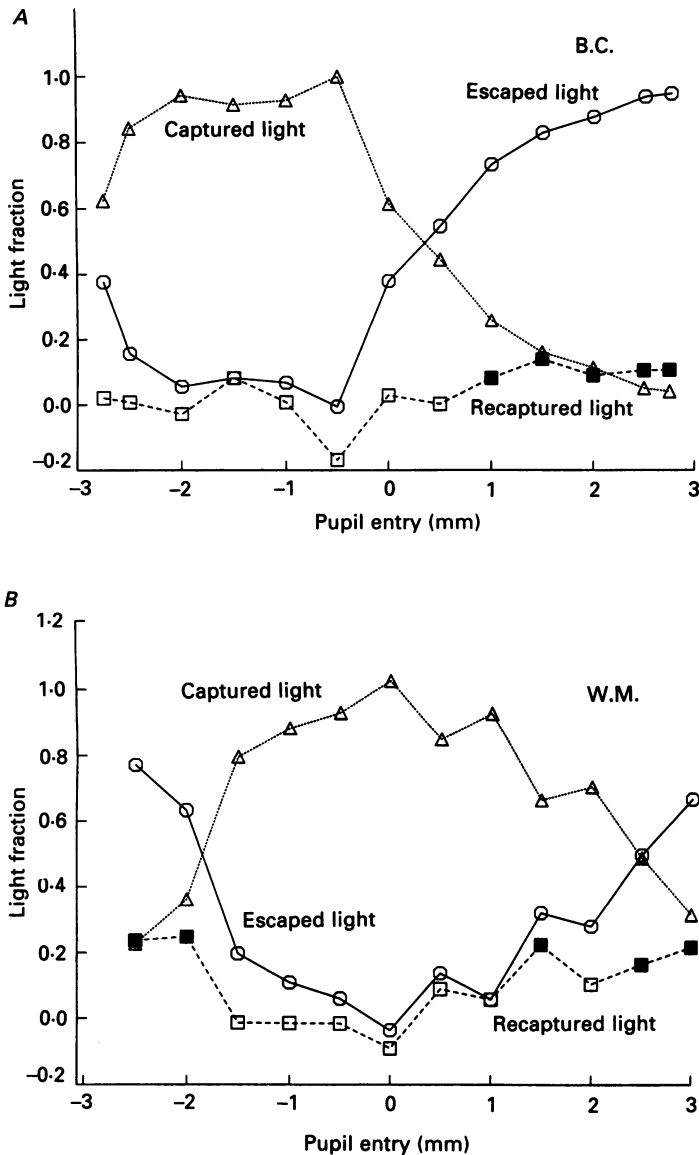 A
B.C.
1·0
Escaped light
Captured light
0·8
0·6
Light fraction
0·4
0·2
0·0
Recaptured light
–0·2
–3 –2 –1 0 1 2 3
Pupil entry (mm)
B
1·2
1·0
Captured light
W.M.
0·8
0·6
Light fraction
0·4
Escaped light
0·2
0·0
Recaptured light
–0·2
–3 –2 –1 0 1 2 3
Pupil entry (mm)